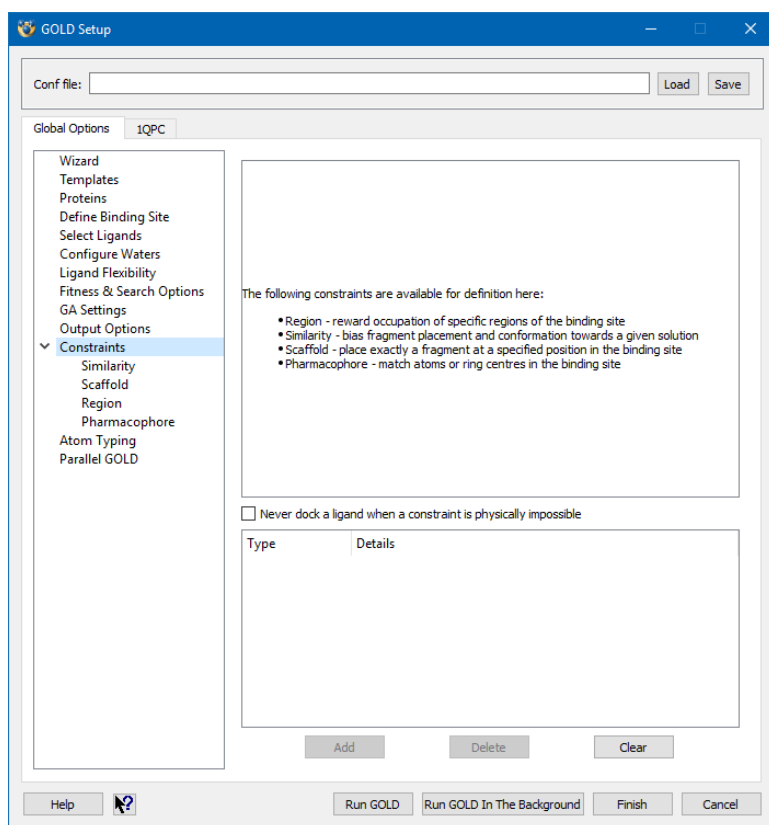 GOLD Setup
Conf file:
Load
Save
Global Options
1QPC
Wizard
Templates
Proteins
Define Binding Site
Select Ligands
Configure Waters
Ligand Flexibility
Fitness & Search Options
GA Settings
Output Options
Constraints
Similarity
Scaffold
Region
Pharmacophore
Atom Typing
Parallel GOLD
The following constraints are available for definition here:
•Region - reward occupation of specific regions of the binding site
•Similarity - bias fragment placement and conformation towards a given solution
•Scaffold - place exactly a fragment at a specified position in the binding site
•Pharmacophore - match atoms or ring centres in the binding site
Never dock a ligand when a constraint is physically impossible
Type Details
Add Delete Clear
Help ? Run GOLD Run GOLD In The Background Finish Cancel